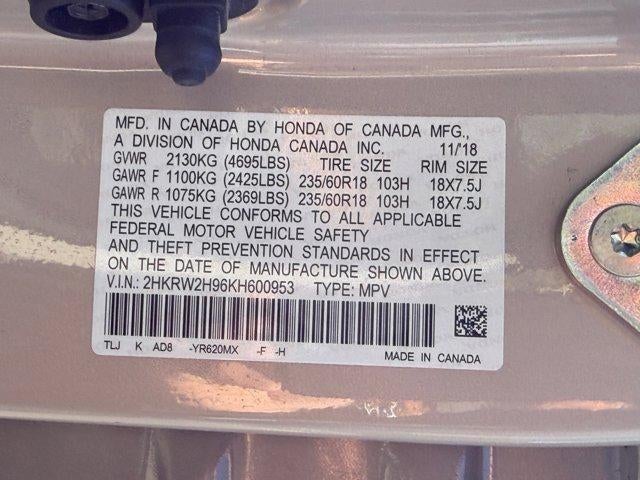 MFD. IN CANADA BY HONDA OF CANADA MFG.,
A DIVISION OF HONDA CANADA INC. 11/'18
GVWR 2130KG (4695LBS) TIRE SIZE RIM SIZE
GAWR F 1100KG (2425LBS) 235/60R18 103H 18X7.5J
GAWR R 1075KG (2369LBS) 235/60R18 103H 18X7.5J
THIS VEHICLE CONFORMS TO ALL APPLICABLE
FEDERAL MOTOR VEHICLE SAFETY
AND THEFT PREVENTION STANDARDS IN EFFECT
ON THE DATE OF MANUFACTURE SHOWN ABOVE.
V.I.N.: 2HKRW2H96KH600953 TYPE: MPV
TLJ K AD8 -YR620MX -F -H MADE IN CANADA